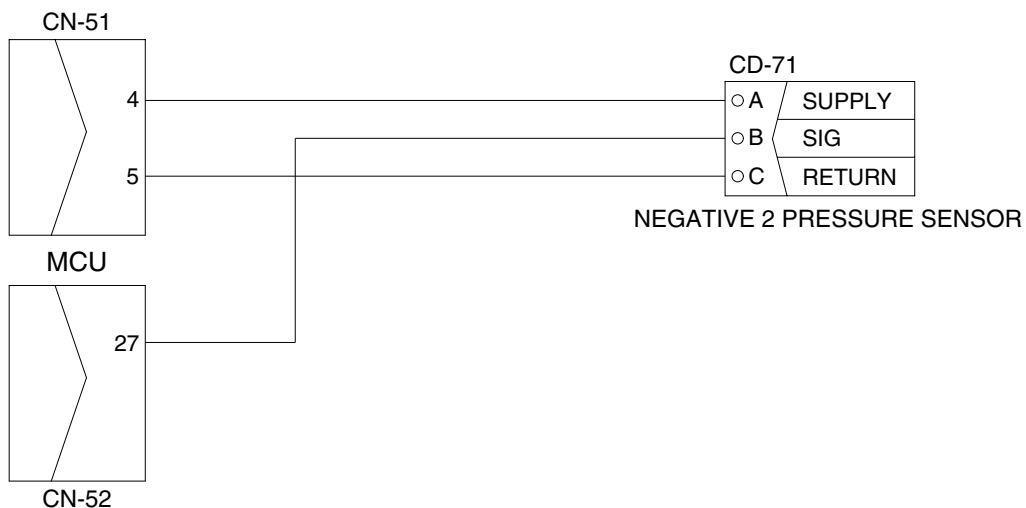 CN-51
4
5
MCU
27
CN-52
CD-71
A SUPPLY
B SIG
C RETURN
NEGATIVE 2 PRESSURE SENSOR